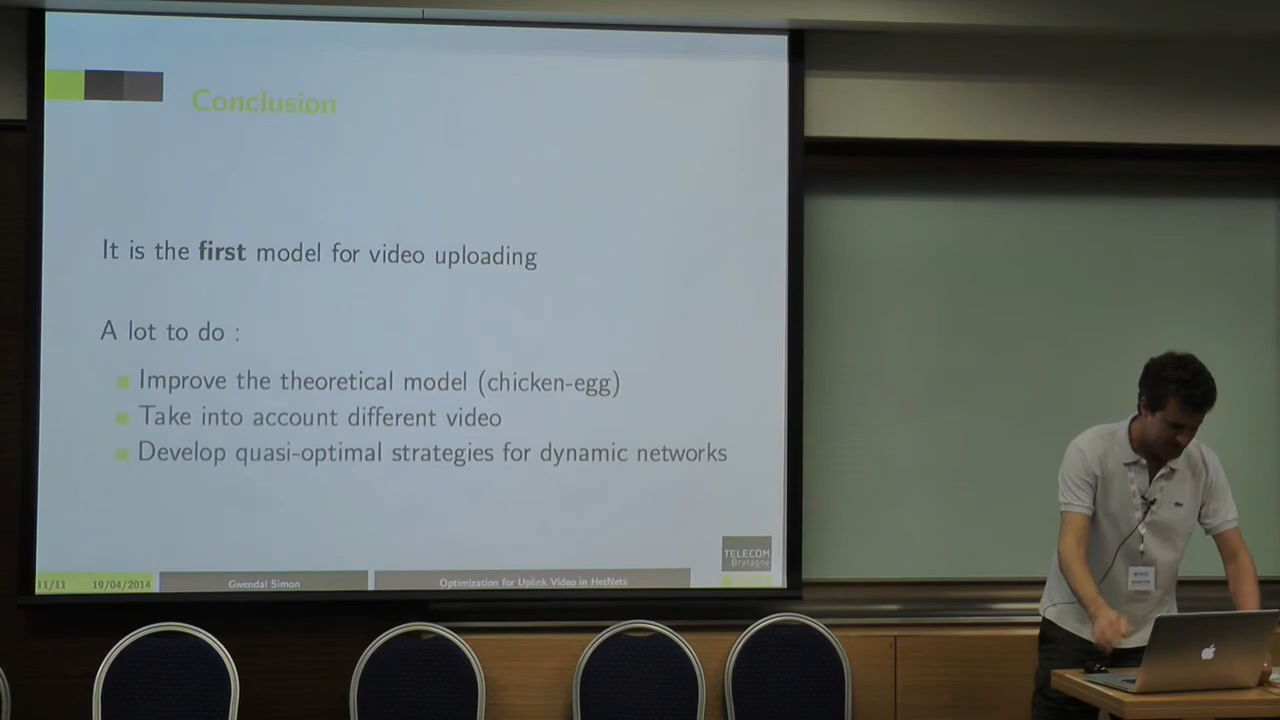 Conclusion
It is the first model for video uploading
A lot to do :
Improve the theoretical model (chicken-egg)
Take into account different video
Develop quasi-optimal strategies for dynamic networks
TELECOM
Bretagne
11/11 19/04/2014 Gwendal Simon Optimization for Uplink Video in HetNets